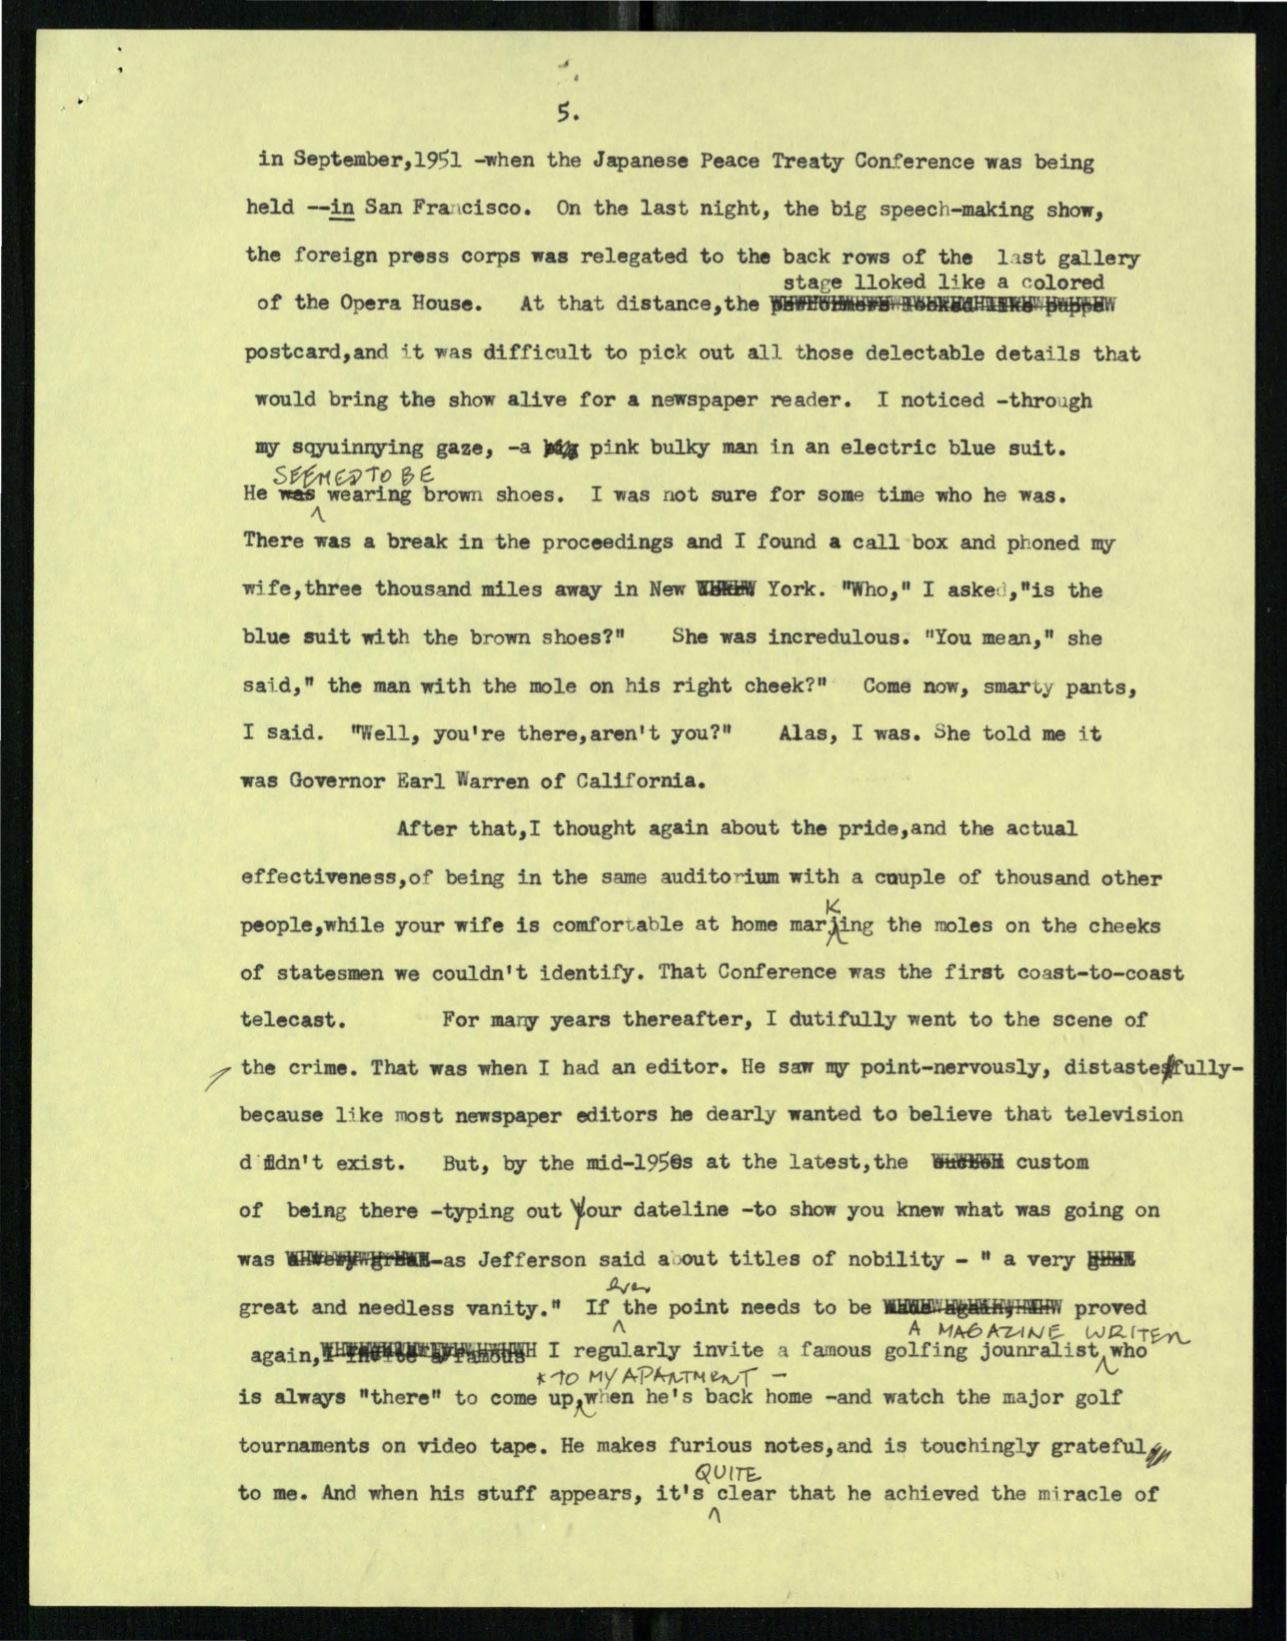 5.
in September,1951 -when the Japanese Peace Treaty Conference was being
held --in San Francisco. On the last night, the big speech-making show,
the foreign press corps was relegated to the back rows of the last gallery
stage lloked like a colored
of the Opera House. At that distance,the performers looked like puppe
postcard,and it was difficult to pick out all those delectable details that
would bring the show alive for a newspaper reader. I noticed -through
my sqyuinnying gaze, -a big pink bulky man in an electric blue suit.
SEEMED TO BE
He was wearing brown shoes. I was not sure for some time who he was.
There was a break in the proceedings and I found a call box and phoned my
wife,three thousand miles away in New York. "Who," I asked,"is the
blue suit with the brown shoes?" She was incredulous. "You mean," she
said," the man with the mole on his right cheek?" Come now, smarty pants,
I said. "Well, you're there,aren't you?" Alas, I was. She told me it
was Governor Earl Warren of California.
After that,I thought again about the pride,and the actual
effectiveness,of being in the same auditorium with a cuuple of thousand other
K
people,while your wife is comfortable at home marjing the moles on the cheeks
of statesmen we couldn't identify. That Conference was the first coast-to-coast
telecast. For many years thereafter, I dutifully went to the scene of
the crime. That was when I had an editor. He saw my point-nervously, distastesfully-
because like most newspaper editors he dearly wanted to believe that television
didn't exist. But, by the mid-1950s at the latest,the custom
of being there -typing out your dateline -to show you knew what was going on
was a very great-as Jefferson said about titles of nobility - " a very
ever
great and needless vanity." If the point needs to be made again, proved
A MAGAZINE WRITER
again,I invite a famous I regularly invite a famous golfing jounralist who
* TO MY APARTMENT -
is always "there" to come up,when he's back home -and watch the major golf
tournaments on video tape. He makes furious notes,and is touchingly grateful
QUITE
to me. And when his stuff appears, it's clear that he achieved the miracle of